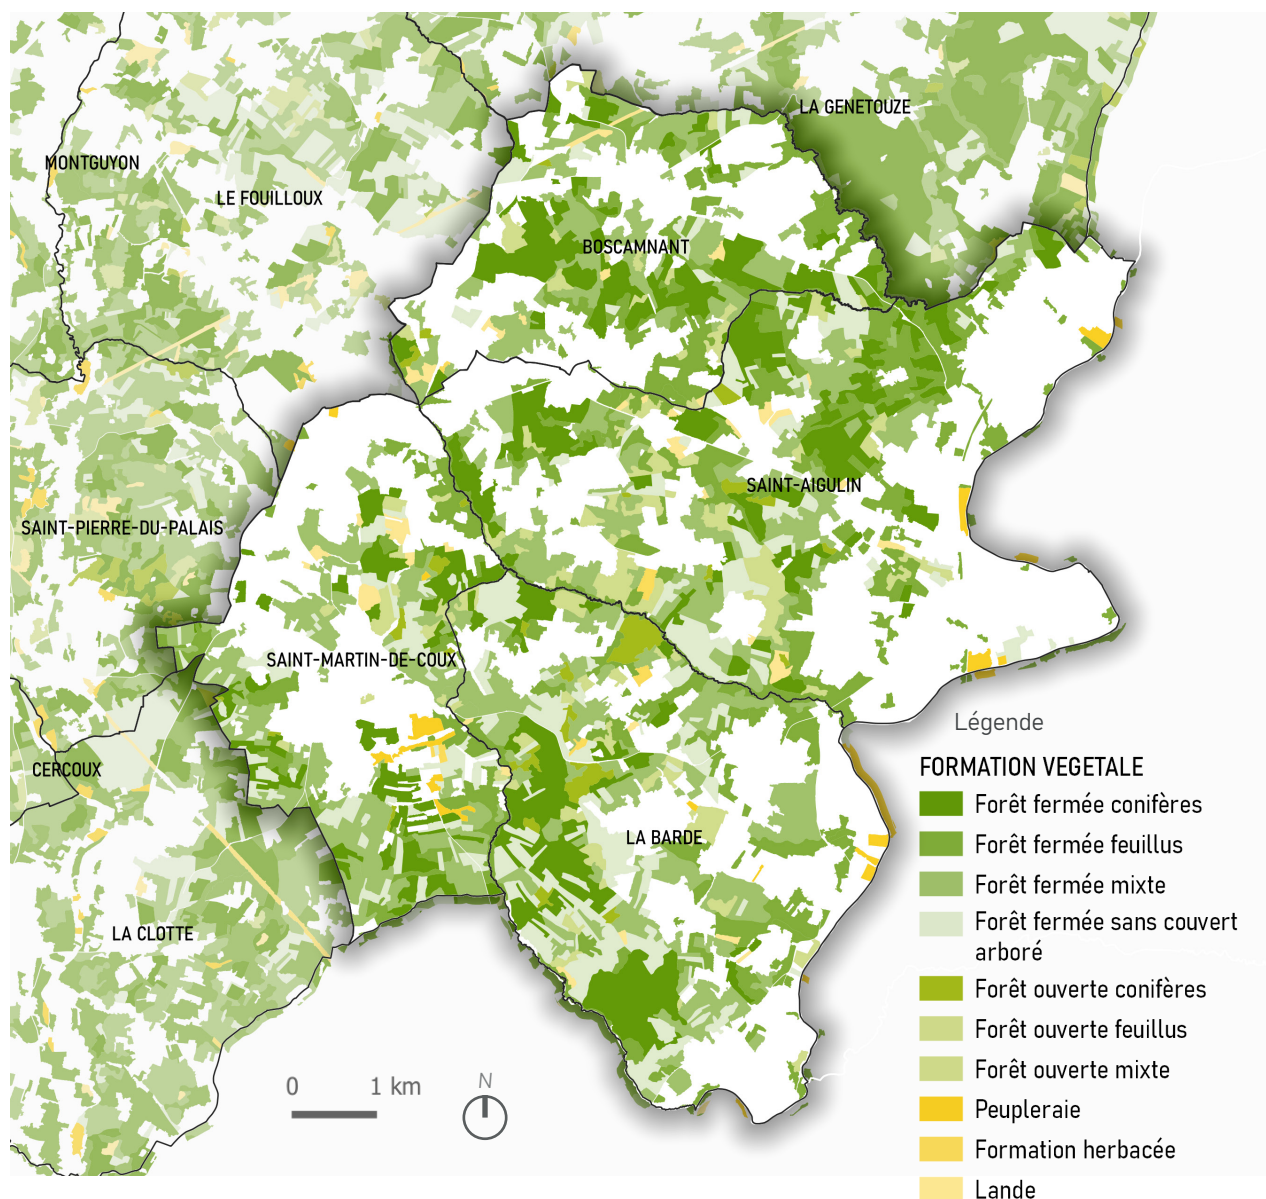 LA GENETOUZE
MONTGUYON
LE FOUILLOUX
BOSCAMNANT
SAINT-AIGULIN
SAINT-PIERRE-DU-PALAIS
SAINT-MARTIN-DE-COUX
CERCOUX
LA BARDE
LA CLOTTE
0 1 km
N
Légende
FORMATION VEGETALE
Forêt fermée conifères
Forêt fermée feuillus
Forêt fermée mixte
Forêt fermée sans couvert
arboré
Forêt ouverte conifères
Forêt ouverte feuillus
Forêt ouverte mixte
Peupleraie
Formation herbacée
Lande